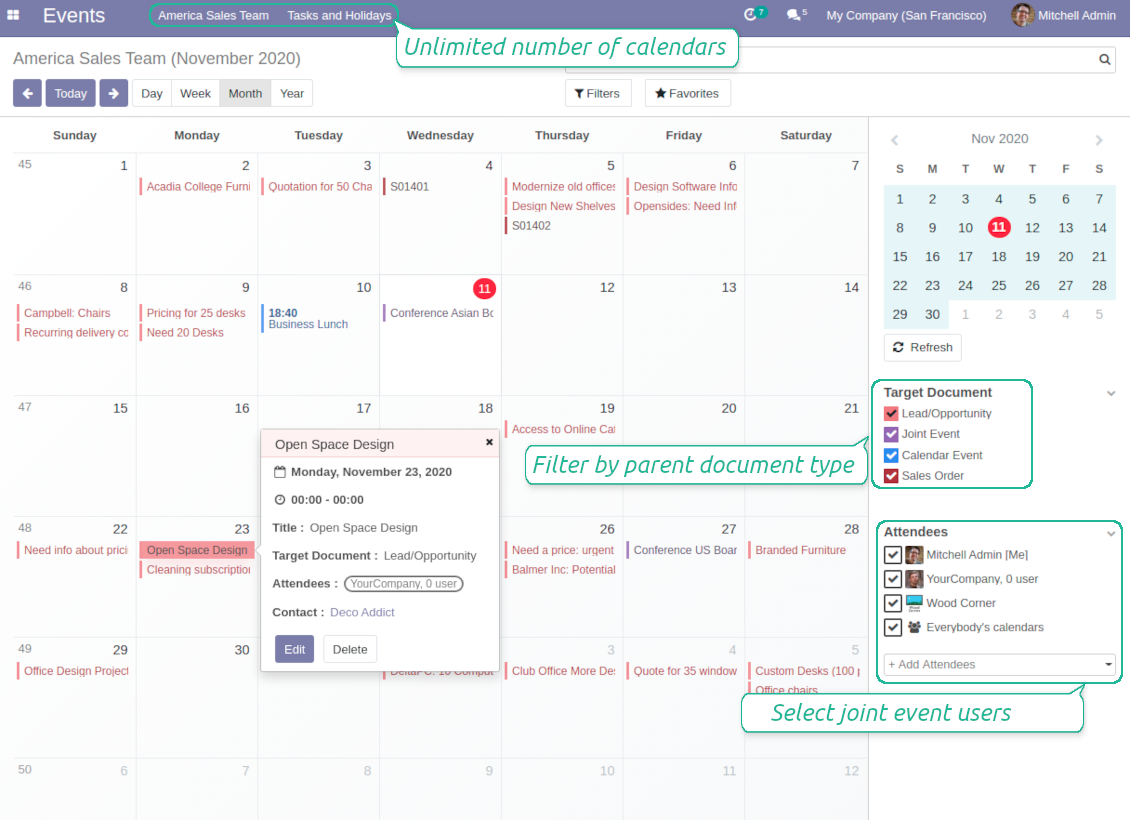 Events America Sales Team Tasks and Holidays 7 5 My Company (San Francisco) Mitchell Admin
Unlimited number of calendars
America Sales Team (November 2020)
Today Day Week Month Year Filters Favorites
Sunday Monday Tuesday Wednesday Thursday Friday Saturday
45 1 2 3 4 5 6 7
Acadia College Furni Quotation for 50 Cha S01401 Modernize old offices Design Software Info
Design New Shelves Opensides: Need Inf
S01402
46 8 9 10 11 12 13 14
Campbell: Chairs Pricing for 25 desks 18:40 Conference Asian Bo
Recurring delivery co Need 20 Desks Business Lunch
47 15 16 17 18 19 20 21
Access to Online Cat
48 22 23 26 27 28
Need info about prici Open Space Design Need a price: urgent Conference US Boar Branded Furniture
Cleaning subscription Balmer Inc: Potential
49 29 30 3 4 5
Office Design Project DeltaPC: 10 Comput Club Office More Des Quote for 35 window Custom Desks (100 p
Office chairs
50 6 7 8 9 10 11 12
Open Space Design
Monday, November 23, 2020
00:00 - 00:00
Title : Open Space Design
Target Document : Lead/Opportunity
Attendees : YourCompany, 0 user
Contact : Deco Addict
Edit Delete
Nov 2020
S M T W T F S
1 2 3 4 5 6 7
8 9 10 11 12 13 14
15 16 17 18 19 20 21
22 23 24 25 26 27 28
29 30 1 2 3 4 5
Refresh
Target Document
Lead/Opportunity
Joint Event
Calendar Event
Sales Order
Filter by parent document type
Attendees
Mitchell Admin [Me]
YourCompany, 0 user
Wood Corner
Everybody's calendars
+ Add Attendees
Select joint event users